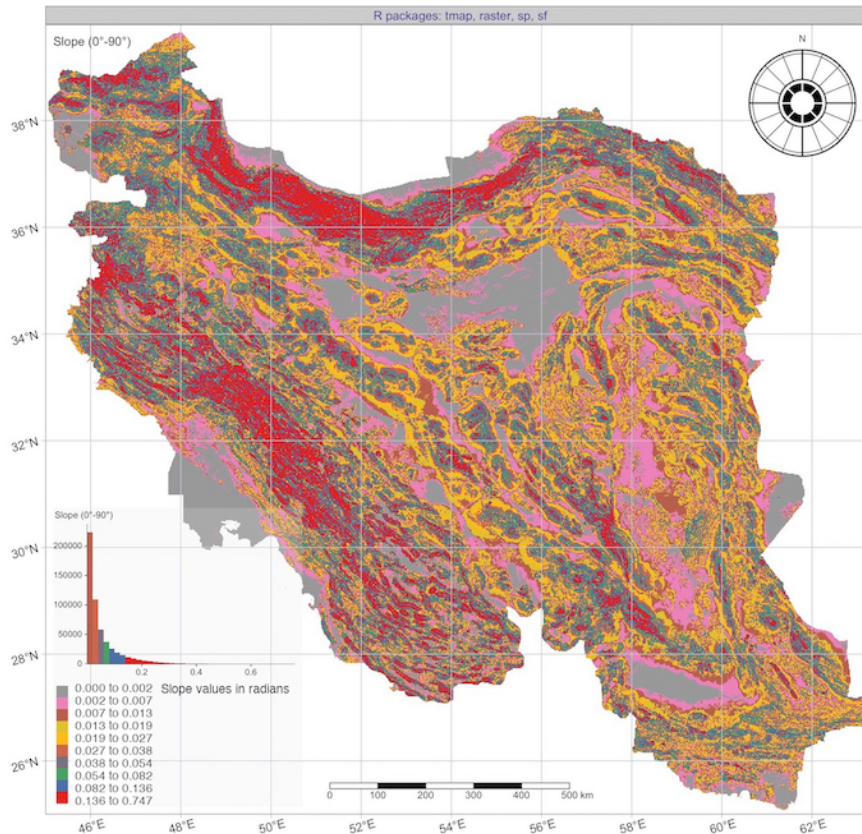 R packages: tmap, raster, sp, sf
Slope (0°-90°)
N
38°N
36°N
34°N
32°N
30°N
28°N
26°N
Slope (0°-90°)
200000
150000
100000
50000
0
0.2
0.4
0.6
Slope values in radians
0.000 to 0.002
0.002 to 0.007
0.007 to 0.013
0.013 to 0.019
0.019 to 0.027
0.027 to 0.038
0.038 to 0.054
0.054 to 0.082
0.082 to 0.136
0.136 to 0.747
0 100 200 300 400 500 km
46°E 48°E 50°E 52°E 54°E 56°E 58°E 60°E 62°E